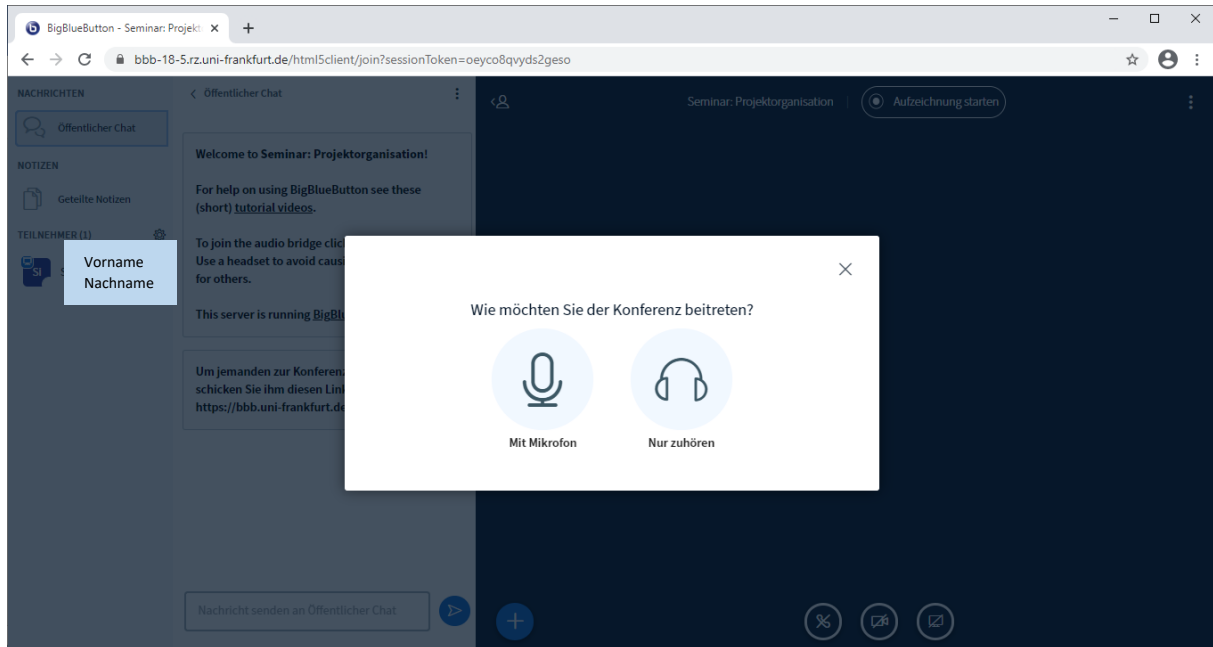 BigBlueButton - Seminar: Projekt
bbb-18-5.rz.uni-frankfurt.de/html5client/join?sessionToken=oeyco8qvyds2geso
NACHRICHTEN
Öffentlicher Chat
NOTIZEN
Geteilte Notizen
TEILNEHMER (1)
SI
Vorname
Nachname
Öffentlicher Chat
Welcome to Seminar: Projektorganisation!
For help on using BigBlueButton see these
(short) tutorial videos.
To join the audio bridge
Use a headset to avoid
for others.
This server is running
Um jemanden zur
schicken Sie ihm diesen
https://bbb.uni-frankfurt.de
Nachricht senden an Öffentlicher Chat
Seminar: Projektorganisation
Aufzeichnung starten
Wie möchten Sie der Konferenz beitreten?
Mit Mikrofon
Nur zuhören